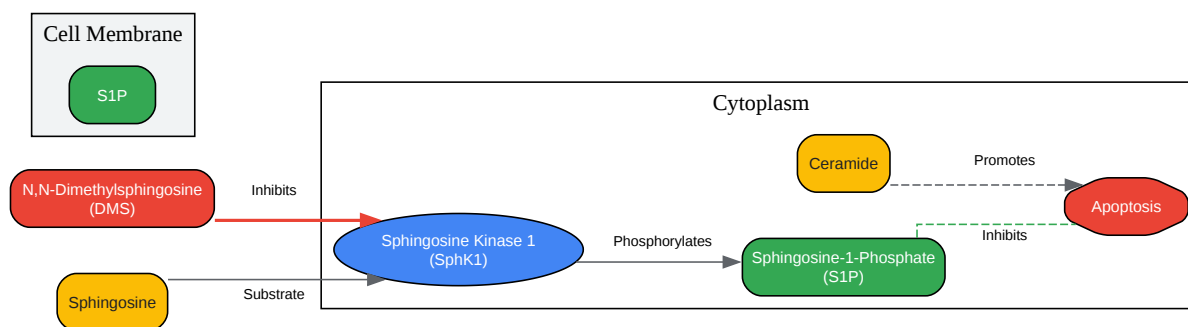 Cell Membrane
S1P
Cytoplasm
Ceramide
Promotes
N,N-Dimethylsphingosine
(DMS)
Inhibits
Apoptosis
Sphingosine Kinase 1
(SphK1)
Phosphorylates
Sphingosine-1-Phosphate
(S1P)
Inhibits
Sphingosine
Substrate